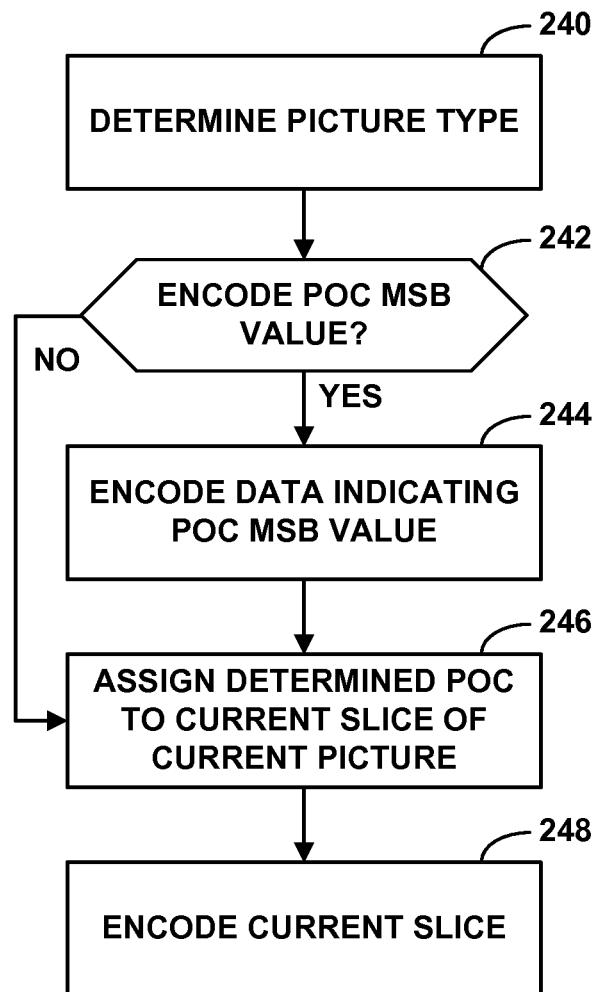 240
DETERMINE PICTURE TYPE
242
ENCODE POC MSB
VALUE?
NO
YES
244
ENCODE DATA INDICATING
POC MSB VALUE
246
ASSIGN DETERMINED POC
TO CURRENT SLICE OF
CURRENT PICTURE
248
ENCODE CURRENT SLICE